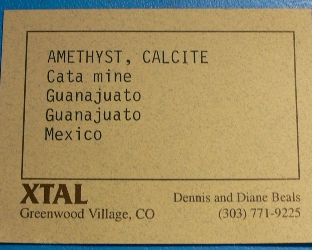 AMETHYST, CALCITE
Cata mine
Guanajuato
Guanajuato
Mexico
XTAL
Dennis and Diane Beals
Greenwood Village, CO
(303) 771-9225